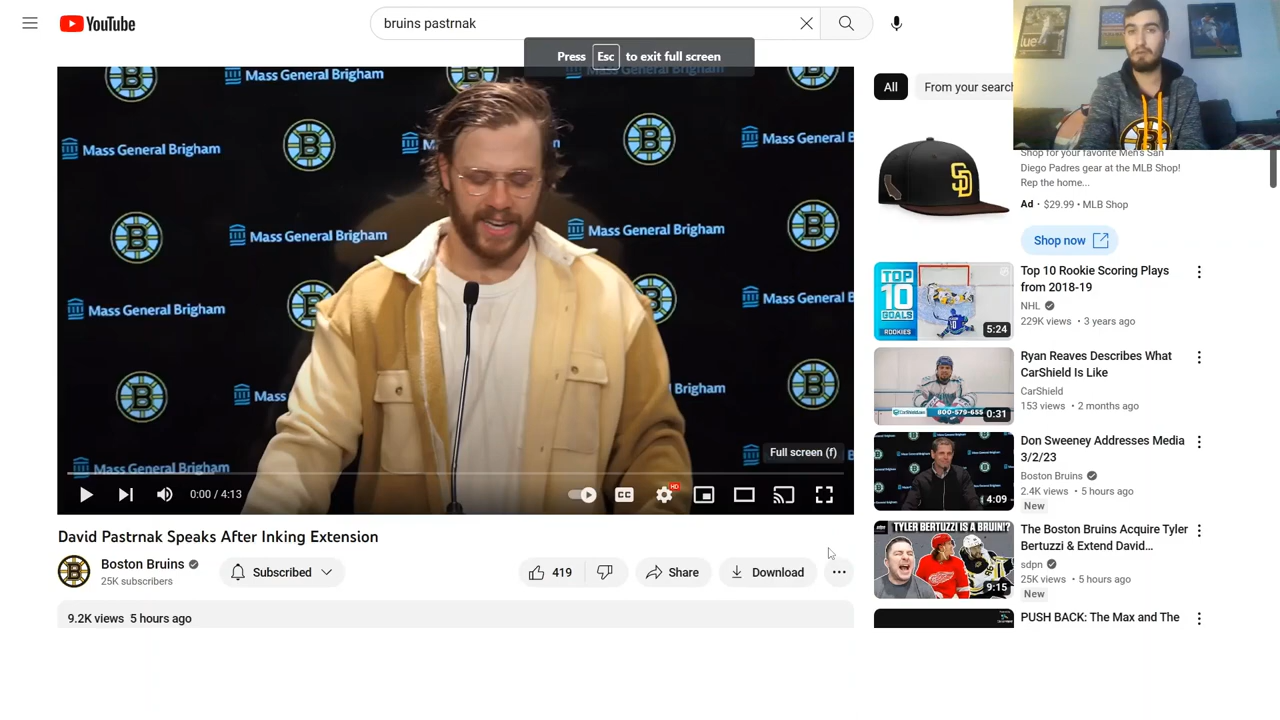 YouTube
bruins pastrnak
Press Esc to exit full screen
Mass General Brigham
B
Mass General Brigham
Mass General Brigham
Mass General Brigham
Mass General Brigham
Mass General Brigham
Mass General B
Mass
Brigham
Mass General Brigham
Full screen (f)
0:00 / 4:13
CC
HD
David Pastrnak Speaks After Inking Extension
Boston Bruins
25K subscribers
Subscribed
419
Share
Download
9.2K views 5 hours ago
All
From your search
Shop for your favorite Men's San
Diego Padres gear at the MLB Shop!
Rep the home...
Ad • $29.99 • MLB Shop
Shop now
TOP
10
GOALS
ROOKIES
5:24
Top 10 Rookie Scoring Plays
from 2018-19
NHL
229K views • 3 years ago
CarShield
800-579-655
0:31
Ryan Reaves Describes What
CarShield Is Like
CarShield
153 views • 2 months ago
4:09
Don Sweeney Addresses Media
3/2/23
Boston Bruins
2.4K views • 5 hours ago
New
TYLER BERTUZZI IS A BRUIN!?
9:15
The Boston Bruins Acquire Tyler
Bertuzzi & Extend David...
sdpn
25K views • 5 hours ago
New
PUSH BACK: The Max and The